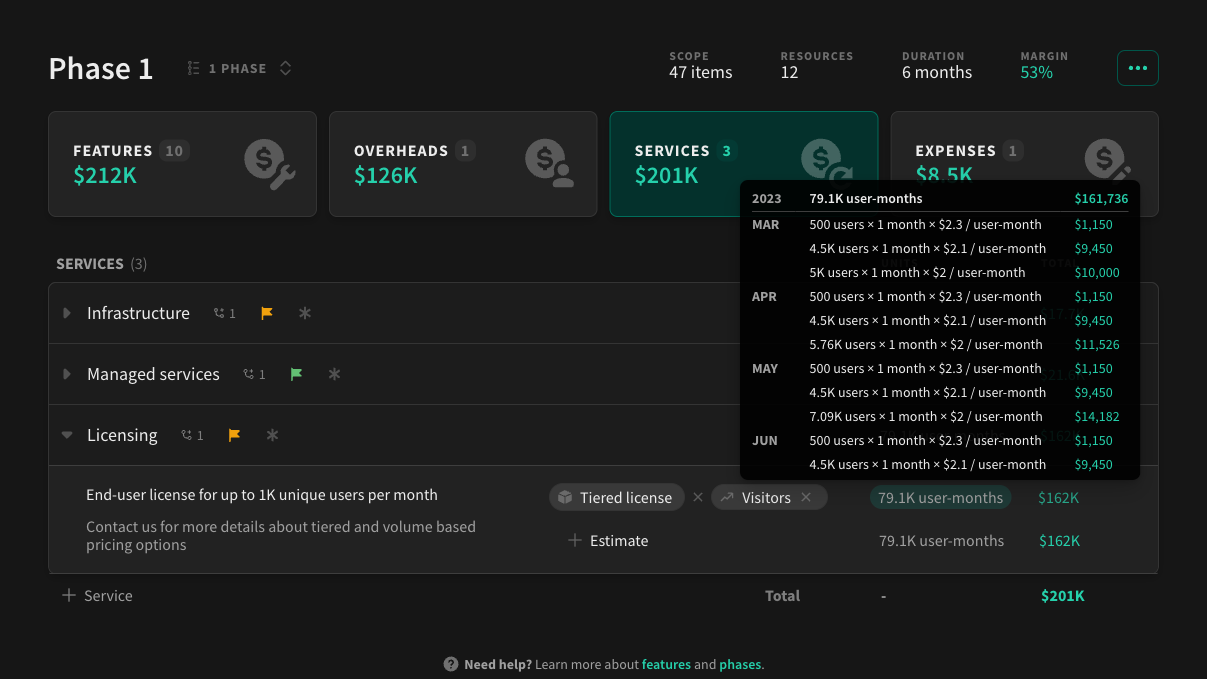 Phase 1
1 PHASE
SCOPE
47 items
RESOURCES
12
DURATION
6 months
MARGIN
53%
FEATURES 10
$212K
OVERHEADS 1
$126K
SERVICES 3
$201K
EXPENSES 1
$8.5K
2023 79.1K user-months $161,736
MAR 500 users × 1 month × $2.3 / user-month $1,150
4.5K users × 1 month × $2.1 / user-month $9,450
5K users × 1 month × $2 / user-month $10,000
APR 500 users × 1 month × $2.3 / user-month $1,150
4.5K users × 1 month × $2.1 / user-month $9,450
5.76K users × 1 month × $2 / user-month $11,526
MAY 500 users × 1 month × $2.3 / user-month $1,150
4.5K users × 1 month × $2.1 / user-month $9,450
7.09K users × 1 month × $2 / user-month $14,182
JUN 500 users × 1 month × $2.3 / user-month $1,150
4.5K users × 1 month × $2.1 / user-month $9,450
SERVICES (3)
Infrastructure 1
Managed services 1
Licensing 1
End-user license for up to 1K unique users per month
Tiered license × Visitors × 79.1K user-months $162K
Contact us for more details about tiered and volume based
pricing options
+ Estimate 79.1K user-months $162K
+ Service Total - $201K
? Need help? Learn more about features and phases.